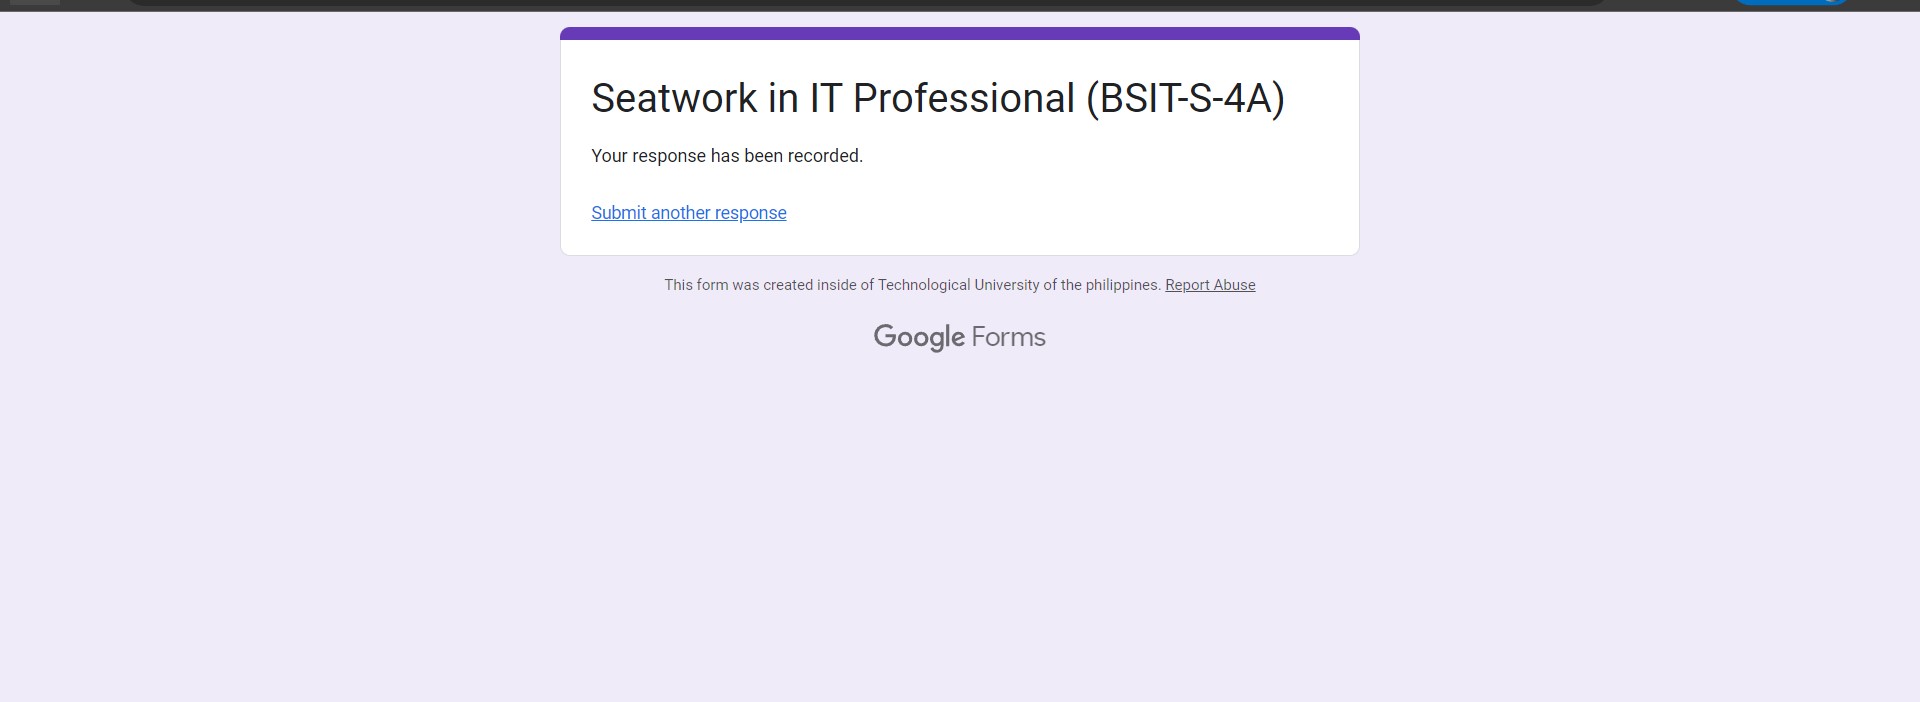 Seatwork in IT Professional (BSIT-S-4A)
Your response has been recorded.
Submit another response
This form was created inside of Technological University of the philippines. Report Abuse
Google Forms